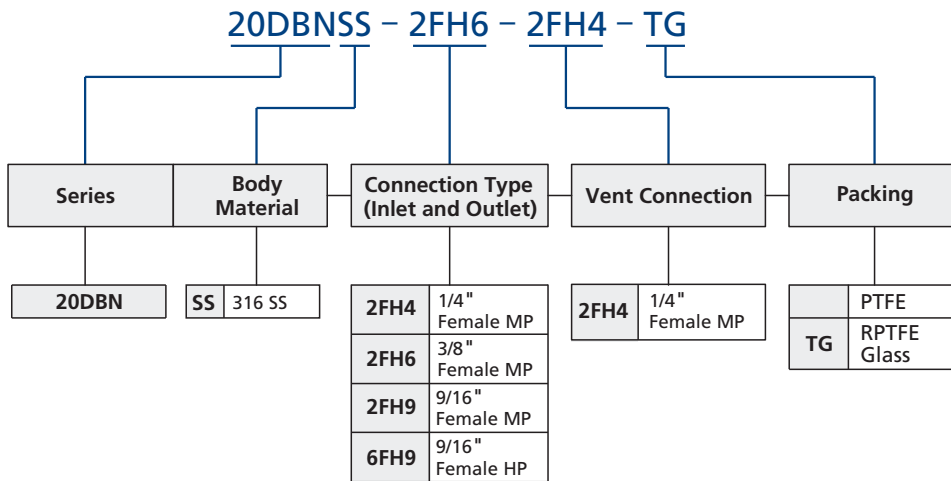 20DBNSS – 2FH6 – 2FH4 – TG
Series
Body
Material
Connection Type
(Inlet and Outlet)
Vent Connection
Packing
20DBN
SS 316 SS
2FH4 1/4"
Female MP
2FH6 3/8"
Female MP
2FH9 9/16"
Female MP
6FH9 9/16"
Female HP
2FH4 1/4"
Female MP
PTFE
TG RPTFE
Glass